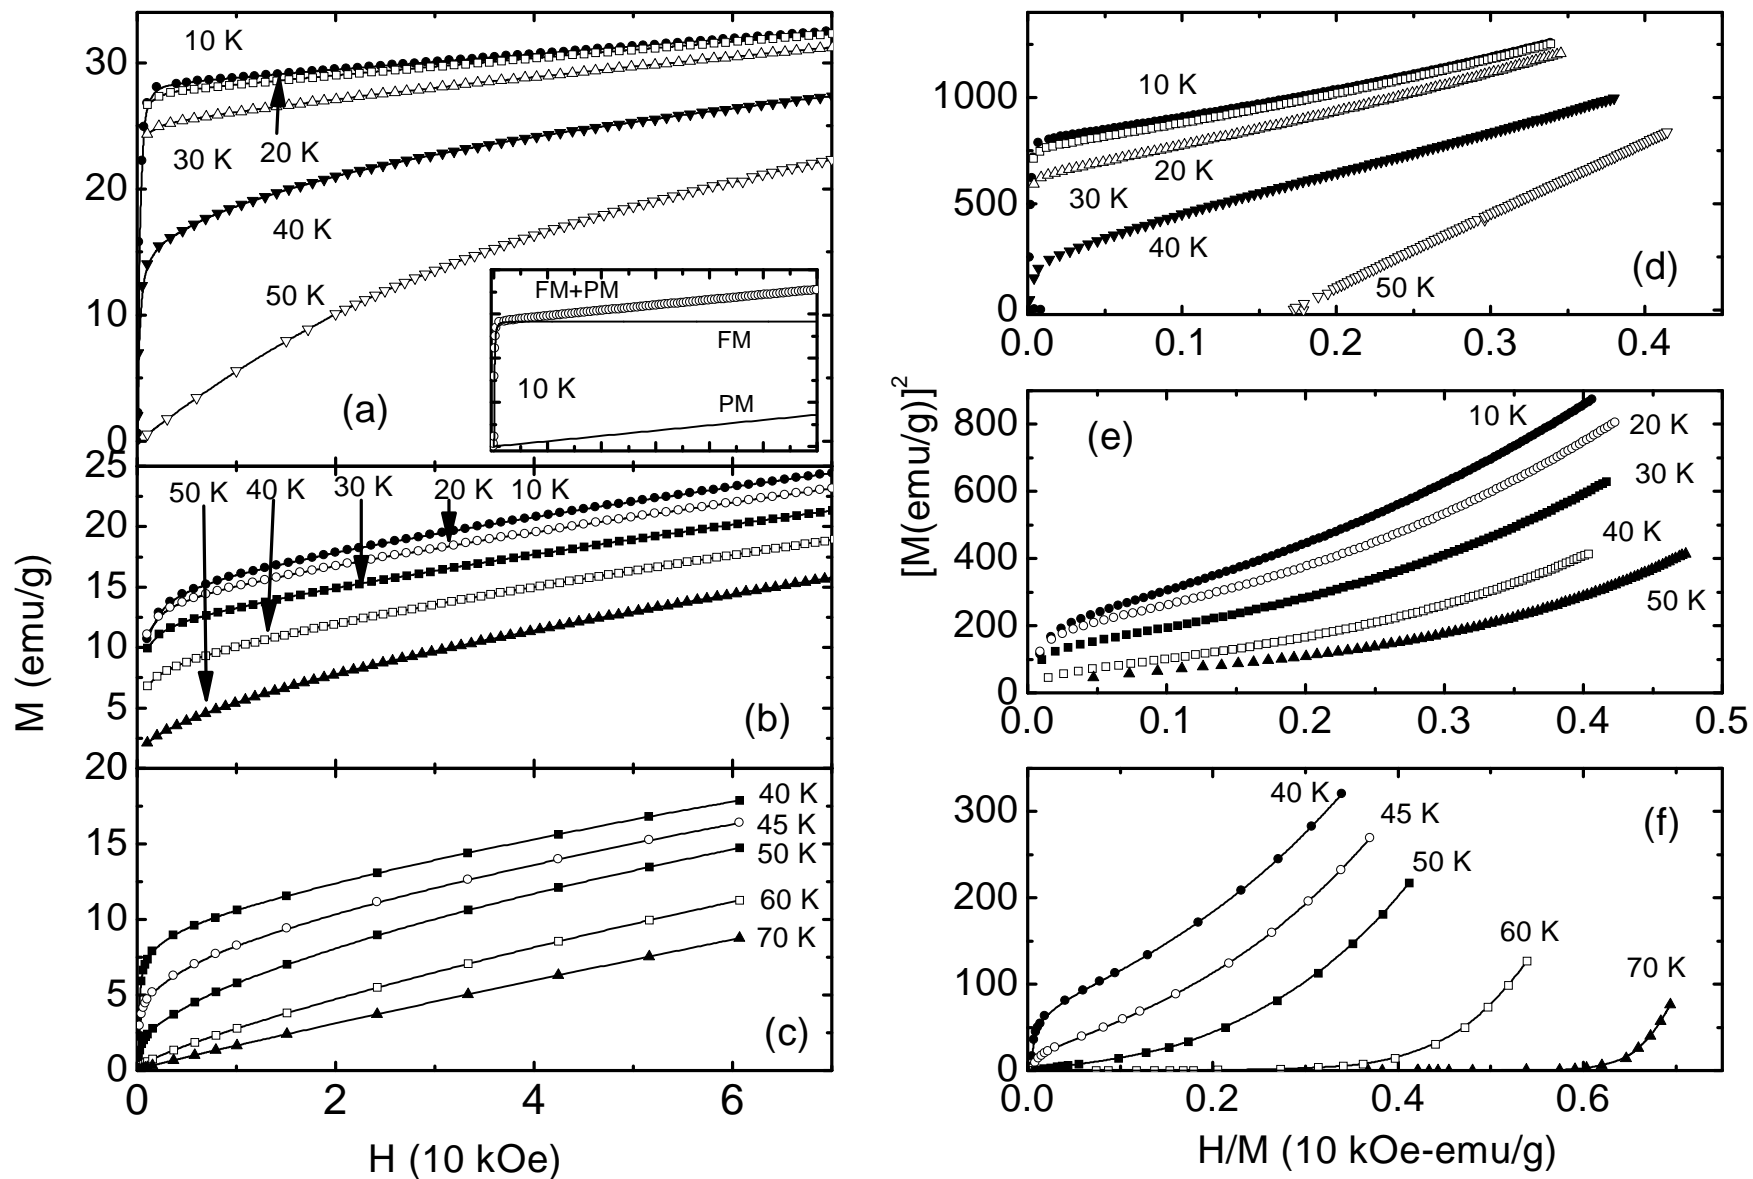 30
20
10
0
10 K
30 K
20 K
40 K
50 K
(a)
FM+PM
FM
10 K
PM
25
20
15
10
5
50 K
40 K
30 K
20 K
10 K
(b)
20
15
10
5
0
40 K
45 K
50 K
60 K
70 K
(c)
0
2
4
6
H (10 kOe)
M (emu/g)
1000
500
0
10 K
20 K
30 K
40 K
50 K
(d)
0.0
0.1
0.2
0.3
0.4
[M(emu/g)]²
800
600
400
200
0
(e)
10 K
20 K
30 K
40 K
50 K
0.0
0.1
0.2
0.3
0.4
0.5
300
200
100
0
40 K
45 K
50 K
60 K
70 K
(f)
0.0
0.2
0.4
0.6
H/M (10 kOe-emu/g)